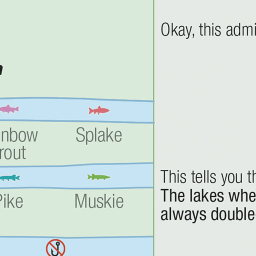 Okay, this admi
nbow
Splake
rout
This tells you th
Pike
Muskie
The lakes whe
always double